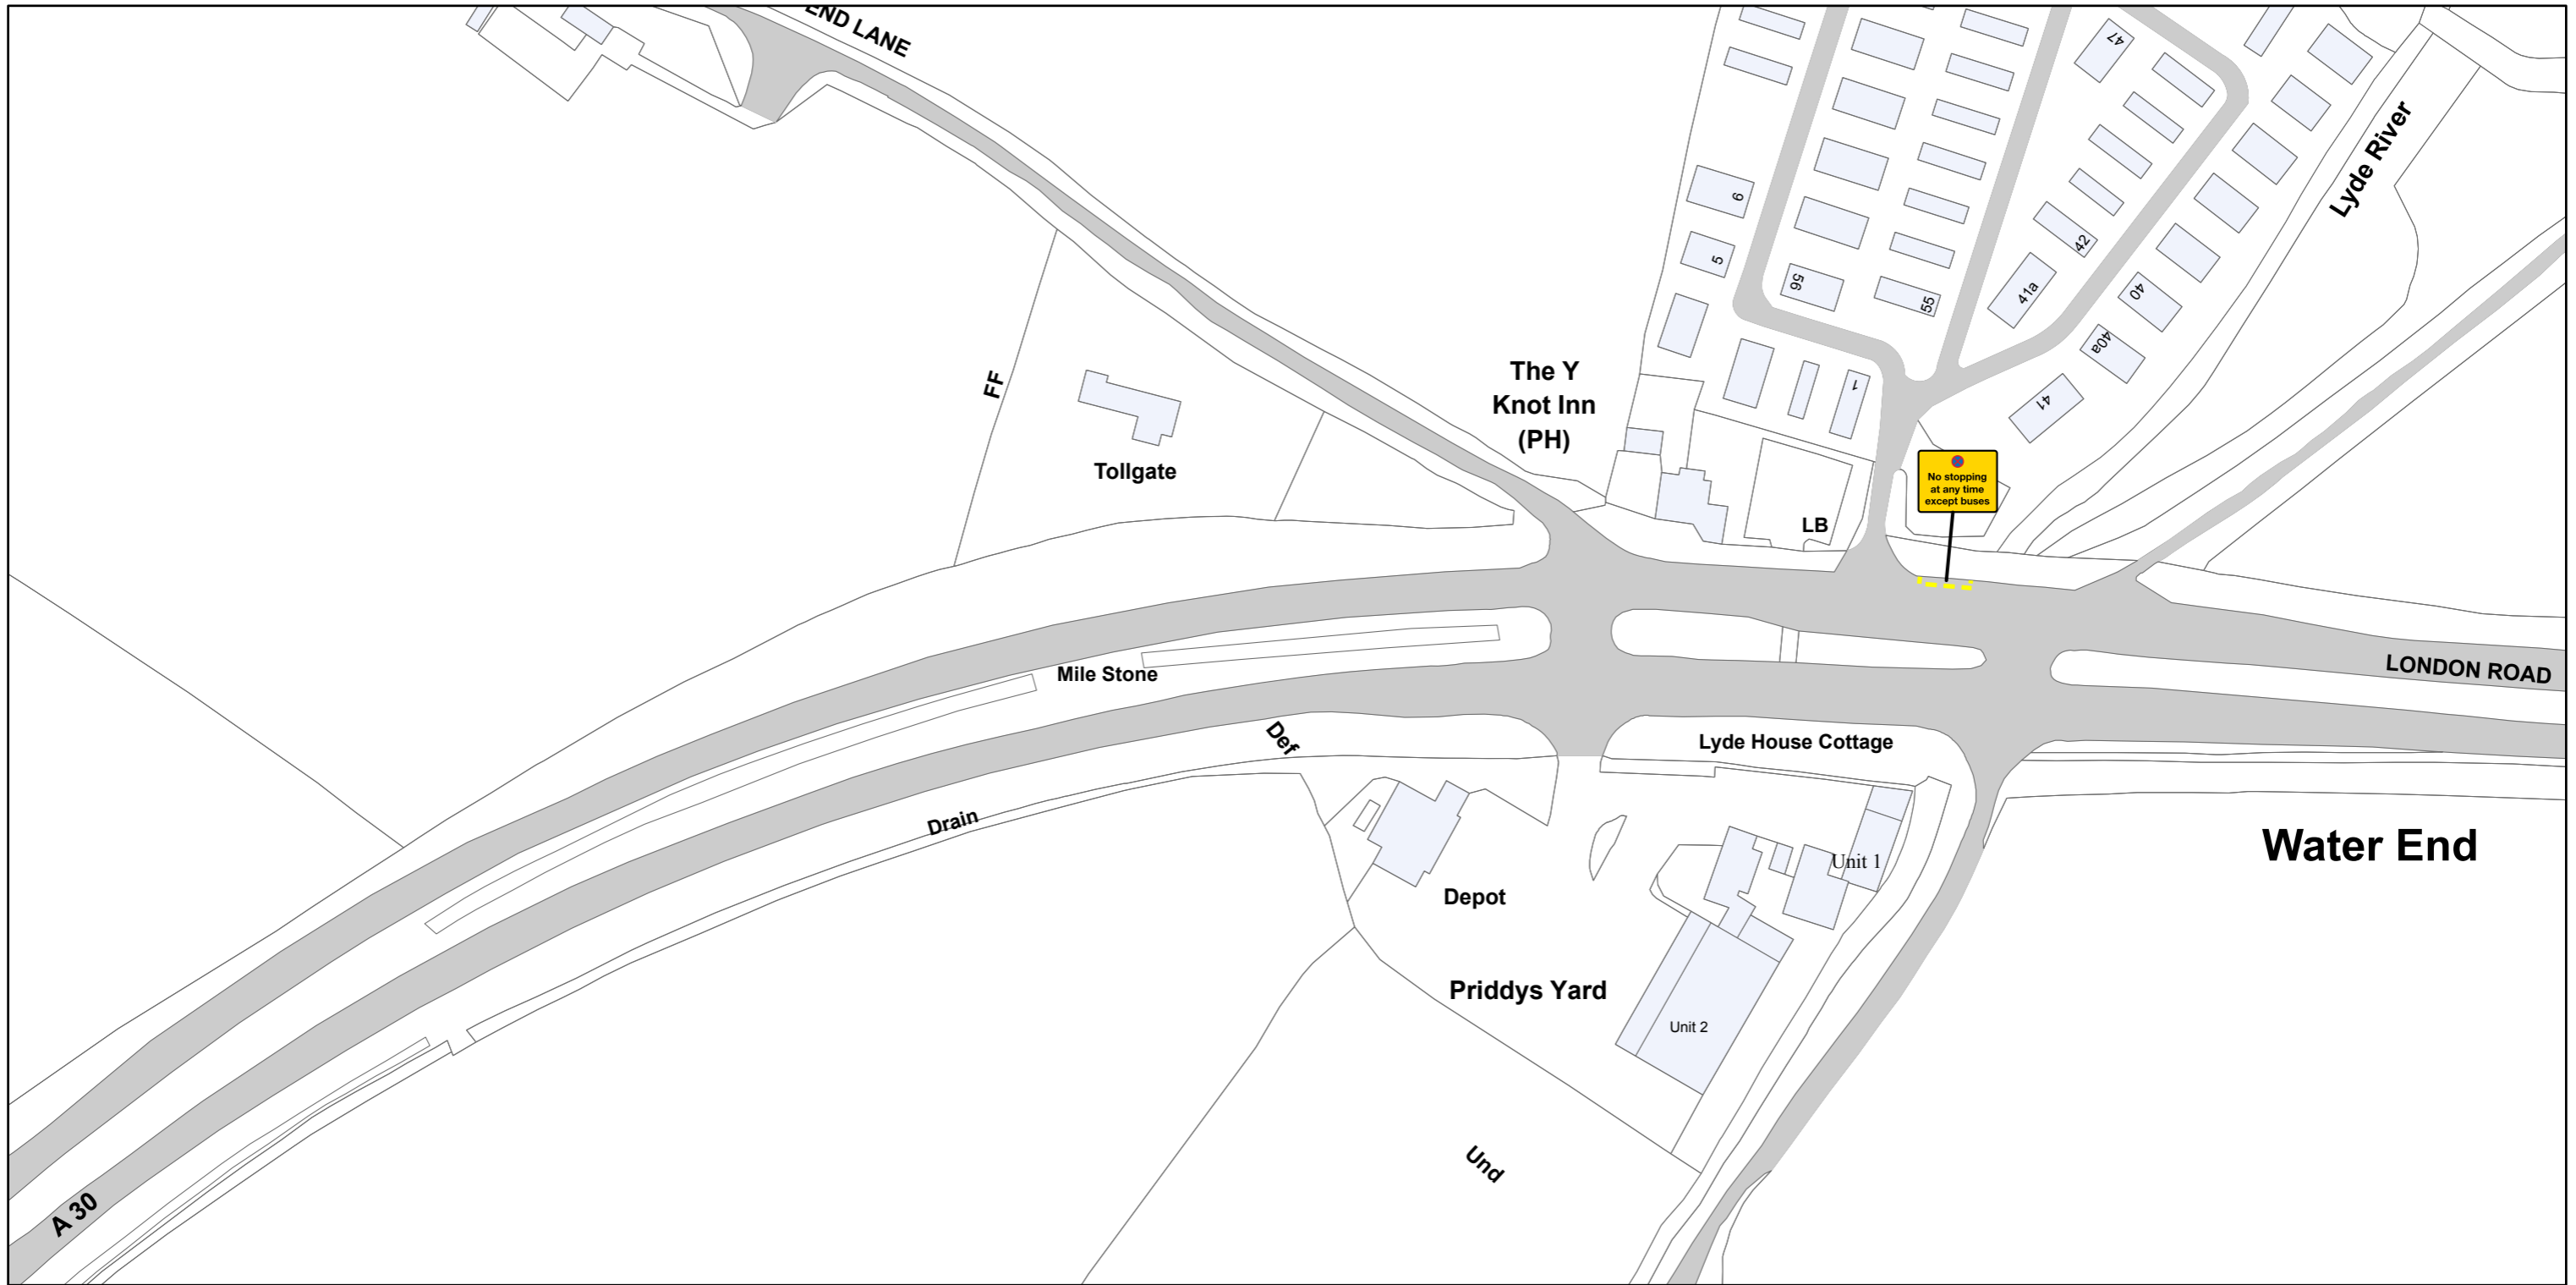 END LANE
47
Lyde River
6
5
56
55
42
41a
40
40a
41
1
The Y
Knot Inn
(PH)
FF
Tollgate
No stopping
at any time
except buses
LB
LONDON ROAD
Mile Stone
Def
Lyde House Cottage
Drain
Water End
Unit 1
Depot
Priddys Yard
Unit 2
Und
A 30